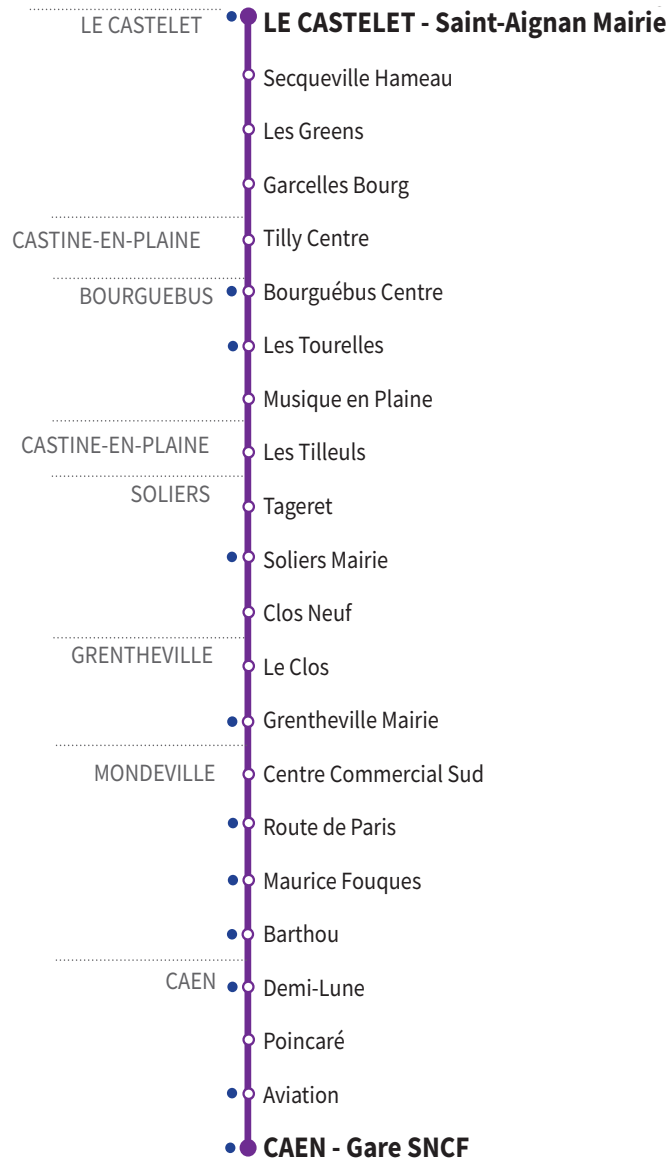 LE CASTELET
LE CASTELET - Saint-Aignan Mairie
Secqueville Hameau
Les Greens
Garcelles Bourg
CASTINE-EN-PLAINE
Tilly Centre
BOURGUEBUS
Bourguébus Centre
Les Tourelles
Musique en Plaine
CASTINE-EN-PLAINE
Les Tilleuls
SOLIERS
Tageret
Soliers Mairie
Clos Neuf
GRENTHEVILLE
Le Clos
Grentheville Mairie
MONDEVILLE
Centre Commercial Sud
Route de Paris
Maurice Fouques
Barthou
CAEN
Demi-Lune
Poincaré
Aviation
CAEN - Gare SNCF